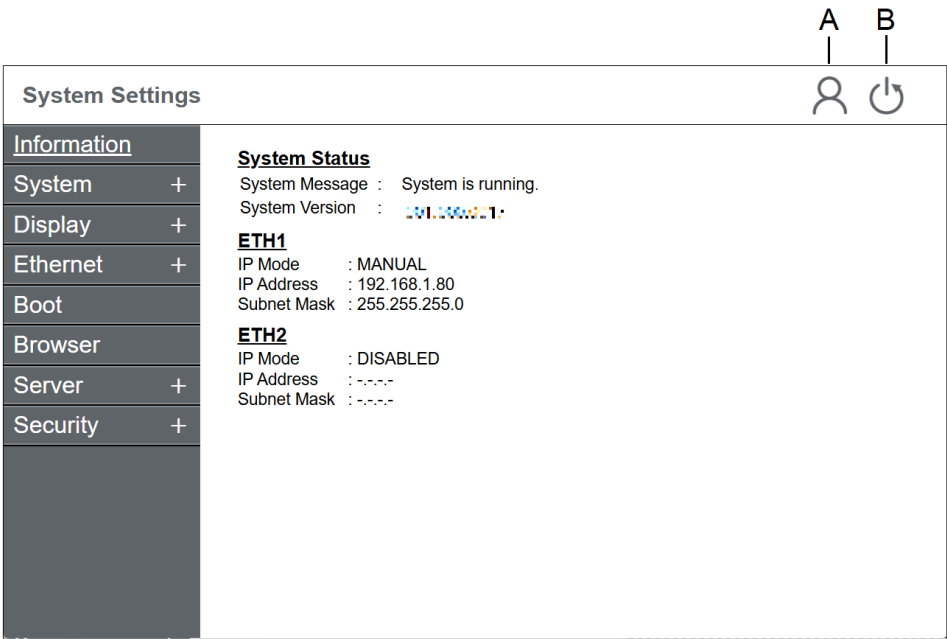 A B
System Settings
Information
System +
Display +
Ethernet +
Boot
Browser
Server +
Security +
System Status
System Message : System is running.
System Version :
ETH1
IP Mode : MANUAL
IP Address : 192.168.1.80
Subnet Mask : 255.255.255.0
ETH2
IP Mode : DISABLED
IP Address : -.-.-.-
Subnet Mask : -.-.-.-